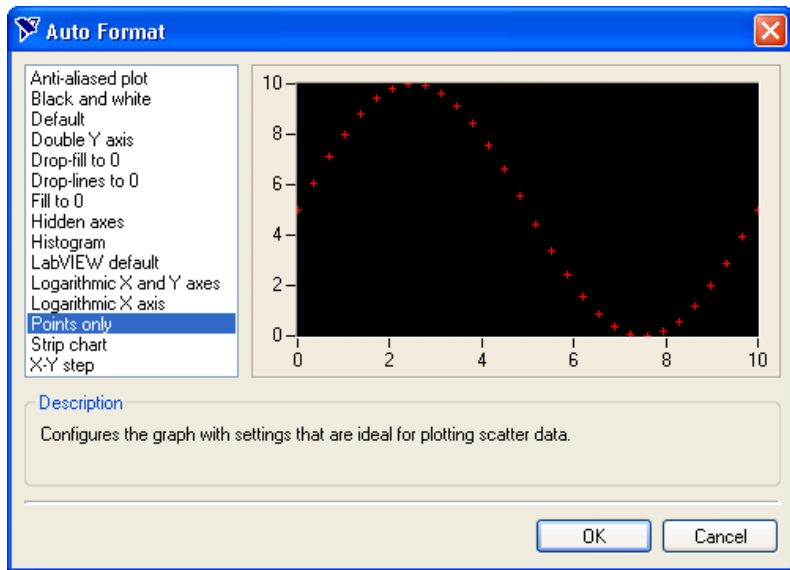 Auto Format
Anti-aliased plot
Black and white
Default
Double Y axis
Drop-fill to 0
Drop-lines to 0
Fill to 0
Hidden axes
Histogram
LabVIEW default
Logarithmic X and Y axes
Logarithmic X axis
Points only
Strip chart
X-Y step
10
8
6
4
2
0
0 2 4 6 8 10
Description
Configures the graph with settings that are ideal for plotting scatter data.
OK Cancel